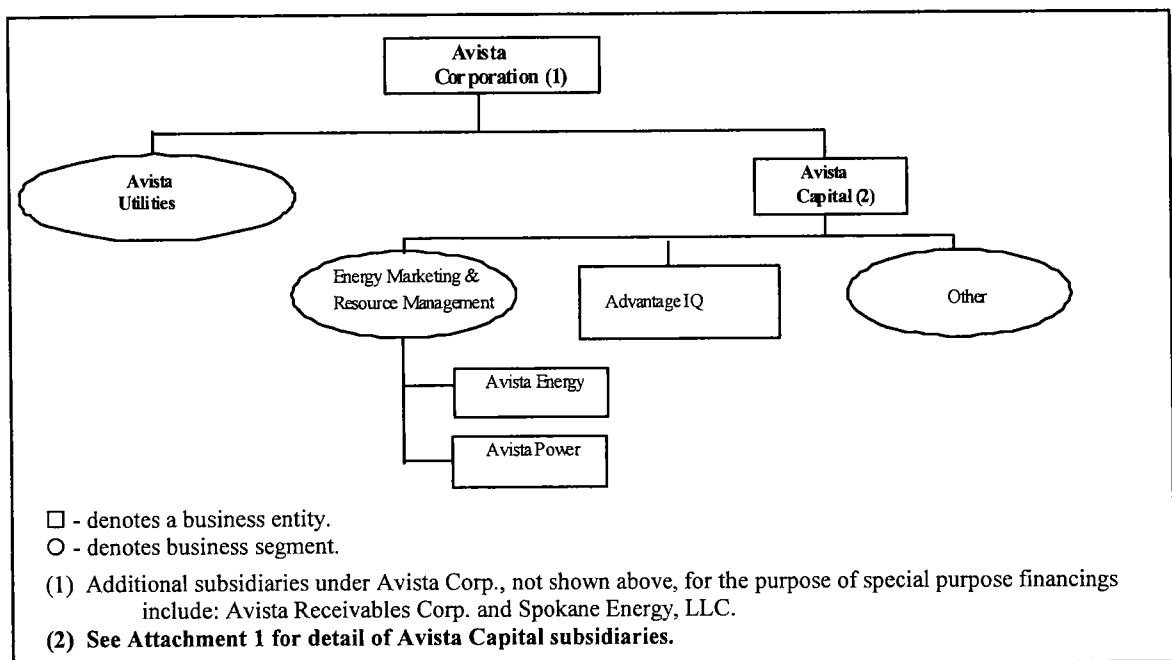 Avista
Corporation (1)
Avista
Utilities
Avista
Capital (2)
Energy Marketing &
Resource Management
Advantage IQ
Other
Avista Energy
Avista Power
□ - denotes a business entity.
O - denotes business segment.
(1) Additional subsidiaries under Avista Corp., not shown above, for the purpose of special purpose financings
include: Avista Receivables Corp. and Spokane Energy, LLC.
(2) See Attachment 1 for detail of Avista Capital subsidiaries.